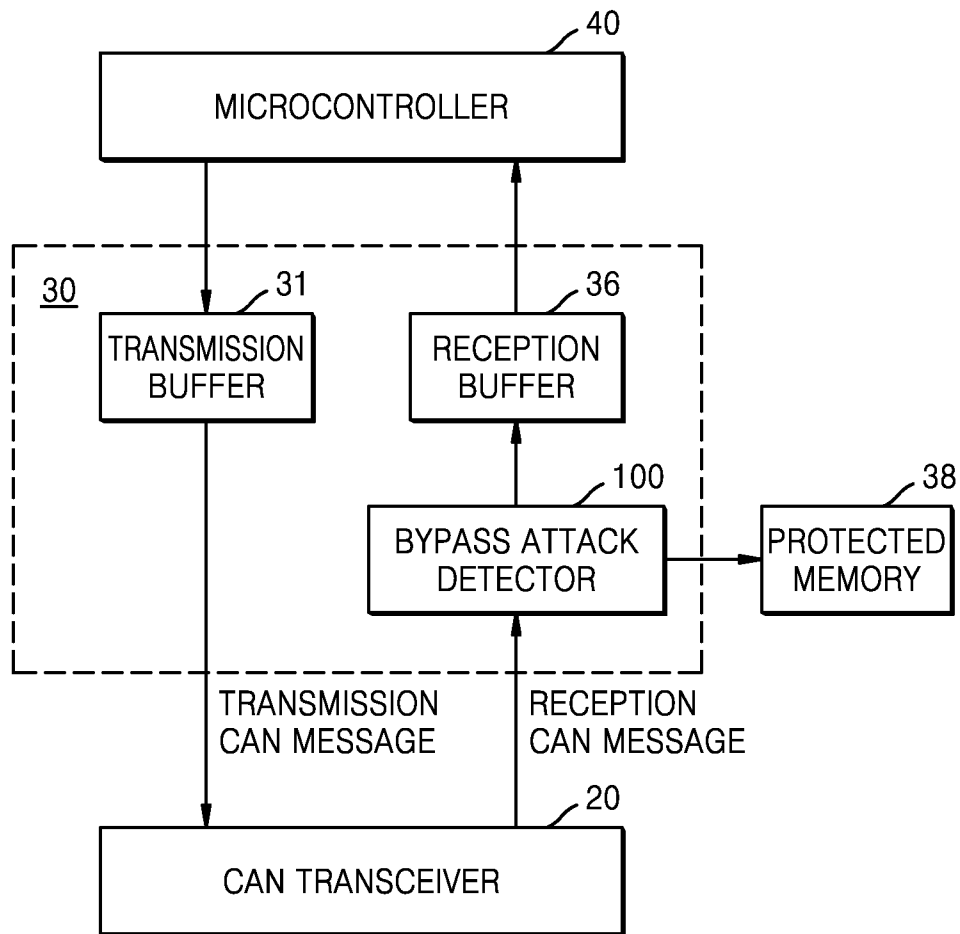 40
MICROCONTROLLER
30
31
TRANSMISSION
BUFFER
36
RECEPTION
BUFFER
100
BYPASS ATTACK
DETECTOR
38
PROTECTED
MEMORY
TRANSMISSION
CAN MESSAGE
RECEPTION
CAN MESSAGE
20
CAN TRANSCEIVER